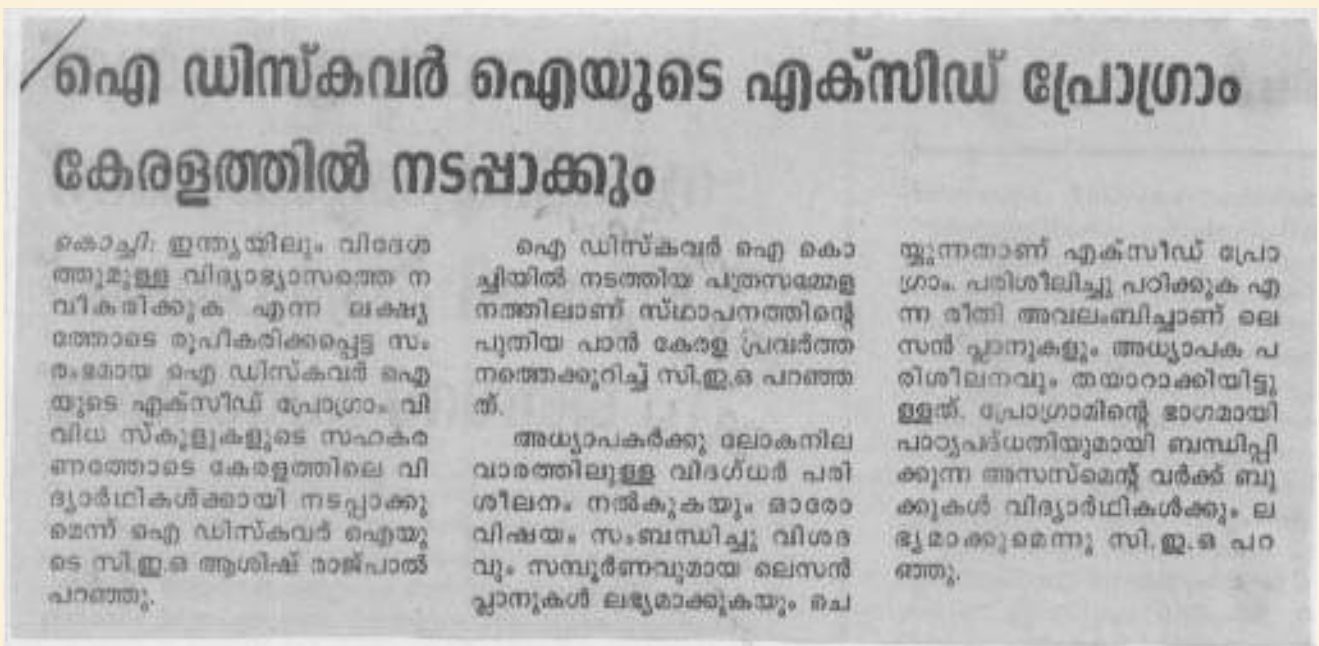 ഐ ഡിസ്കവർ ഐയുടെ എക്സീഡ് പ്രോഗ്രാം
കേരളത്തിൽ നടപ്പാക്കും
കൊച്ചി: ഇന്ത്യയിലും വിദേശ
ത്തുമുള്ള വിദ്യാഭ്യാസത്തെ ന
വീകരിക്കുക എന്ന ലക്ഷ്യ
ത്തോടെ രൂപീകരിക്കപ്പെട്ട സം
രംഭമായ ഐ ഡിസ്കവർ ഐ
യുടെ എക്സീഡ് പ്രോഗ്രാം വി
വിധ സ്കൂളുകളുടെ സഹകര
ണത്തോടെ കേരളത്തിലെ വി
ദ്യാർഥികൾക്കായി നടപ്പാക്കു
മെന്ന് ഐ ഡിസ്കവർ ഐയു
ടെ സി.ഇ.ഒ ആശിഷ് രാജ്പാൽ
പറഞ്ഞു.
ഐ ഡിസ്കവർ ഐ കൊ
ച്ചിയിൽ നടത്തിയ പത്രസമ്മേള
നത്തിലാണ് സ്ഥാപനത്തിന്റെ
പുതിയ പാൻ കേരള പ്രവർത്ത
നത്തെക്കുറിച്ച് സി.ഇ.ഒ പറഞ്ഞ
ത്.
അധ്യാപകർക്കു ലോകനില
വാരത്തിലുള്ള വിദഗ്ധർ പരി
ശീലനം നൽകുകയും ഓരോ
വിഷയം സംബന്ധിച്ചു വിശദ
വും സമ്പൂർണവുമായ ലെസൻ
പ്ലാനുകൾ ലഭ്യമാക്കുകയും ചെ
യ്യുന്നതാണ് എക്സീഡ് പ്രോ
ഗ്രാം. പരിശീലിച്ചു പഠിക്കുക എ
ന്ന രീതി അവലംബിച്ചാണ് ലെ
സൻ പ്ലാനുകളും അധ്യാപക പ
രിശീലനവും തയാറാക്കിയിട്ടു
ള്ളത്. പ്രോഗ്രാമിന്റെ ഭാഗമായി
പാഠ്യപദ്ധതിയുമായി ബന്ധിപ്പി
ക്കുന്ന അസസ്മെന്റ് വർക്ക് ബു
ക്കുകൾ വിദ്യാർഥികൾക്കും ല
ഭ്യമാക്കുമെന്നു സി.ഇ.ഒ പറ
ഞ്ഞു.